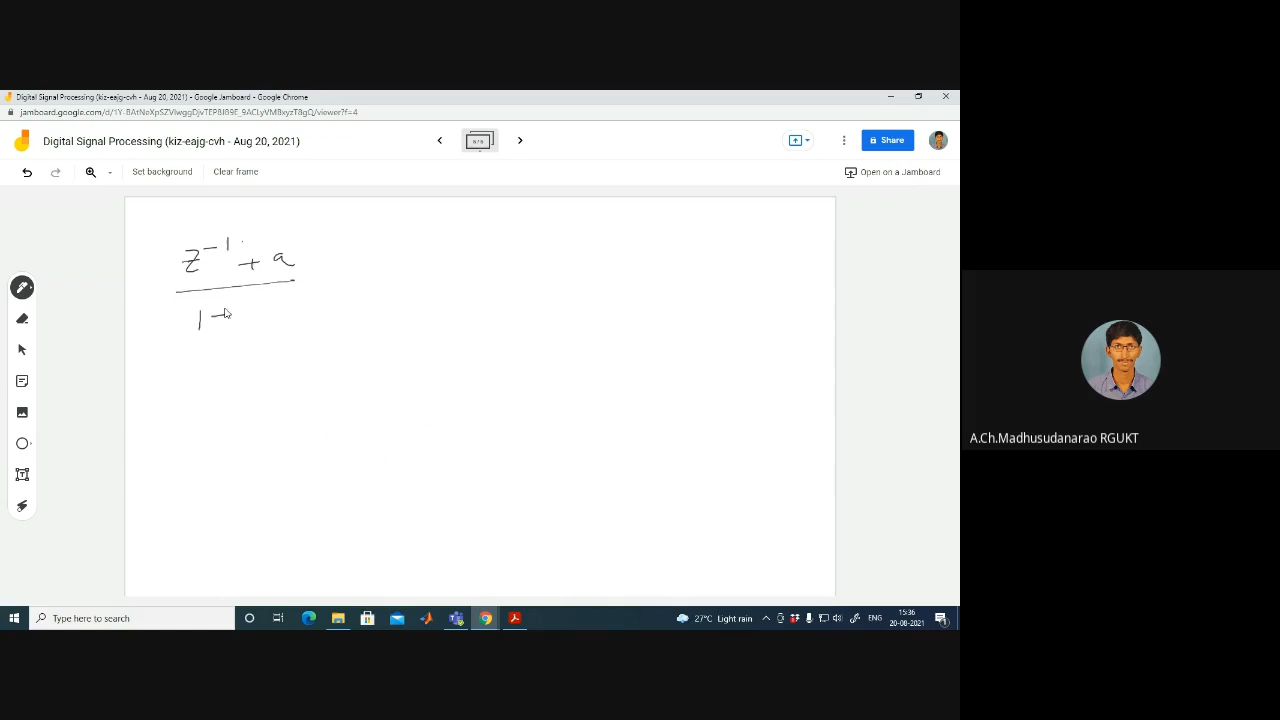 Digital Signal Processing (kiz-eajg-cvh - Aug 20, 2021) - Google Jamboard - Google Chrome
Digital Signal Processing (kiz-eajg-cvh - Aug 20, 2021)
5/5
Share
Set background
Clear frame
Open on a Jamboard
z⁻¹ + a
1 -
A.Ch.Madhusudanarao RGUKT
Type here to search
27°C Light rain
ENG
15:36
20-08-2021